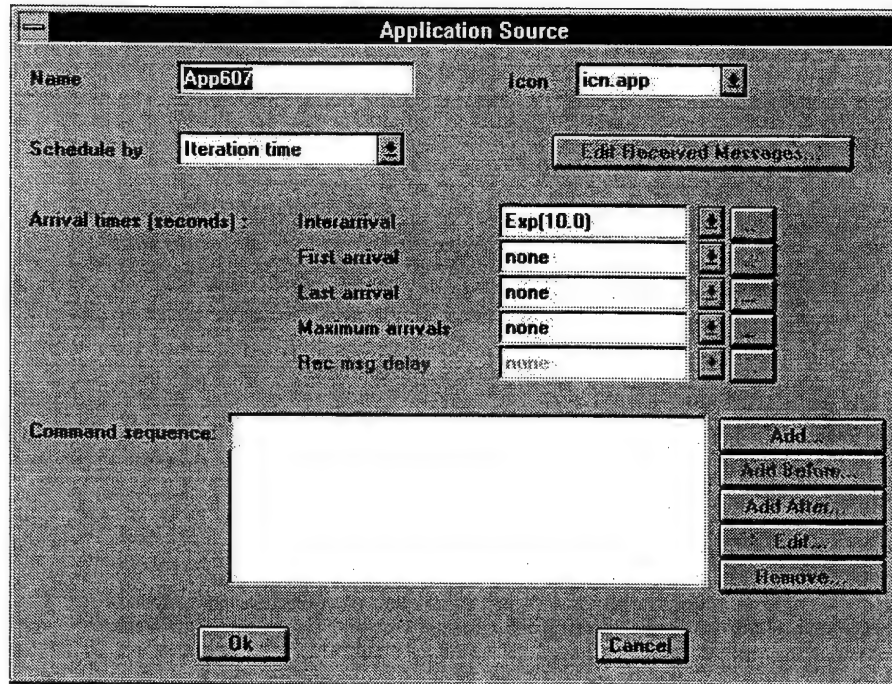 Application Source
Name App607 Icon icn.app
Schedule by Iteration time Edit Received Messages...
Arrival times (seconds) : Interarrival Exp(10.0) ...
First arrival none ...
Last arrival none ...
Maximum arrivals none ...
Rec msg delay none ...
Command sequence: Add...
Add Before...
Add After...
Edit...
Remove...
Ok Cancel